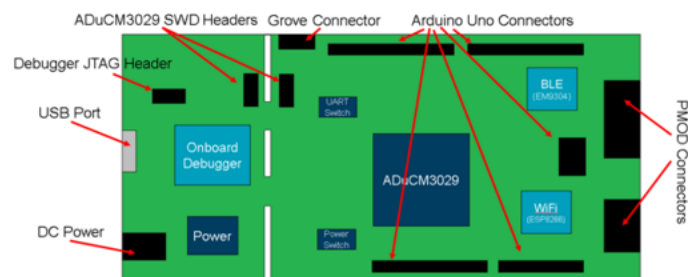 ADuCM3029 SWD Headers
Grove Connector
Arduino Uno Connectors
Debugger JTAG Header
USB Port
DC Power
Onboard
Debugger
Power
UART
Switch
Power
Switch
ADuCM3029
BLE
(EM9304)
WiFi
(ESP8266)
PMOD Connectors